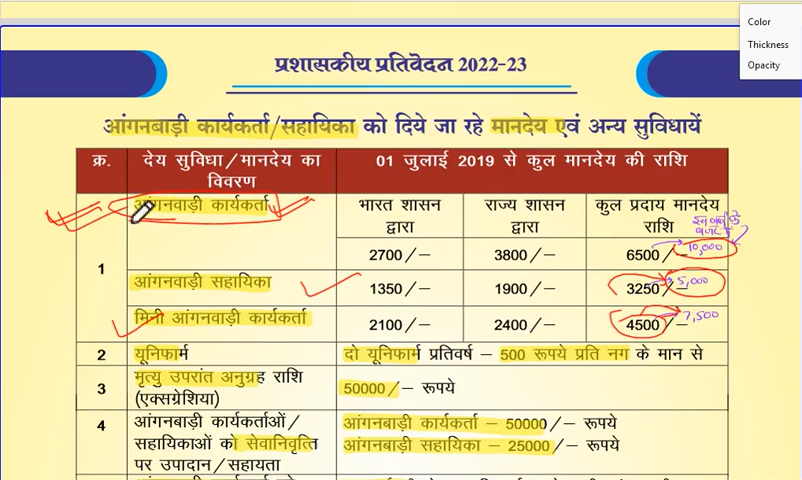 Color
Thickness
Opacity
प्रशासकीय प्रतिवेदन 2022-23
आंगनबाड़ी कार्यकर्ता/सहायिका को दिये जा रहे मानदेय एवं अन्य सुविधायें
क्र. देय सुविधा/मानदेय का विवरण 01 जुलाई 2019 से कुल मानदेय की राशि
1 आंगनवाड़ी कार्यकर्ता भारत शासन द्वारा राज्य शासन द्वारा कुल प्रदाय मानदेय राशि
2700/– 3800/– 6500/– 10,000
आंगनवाड़ी सहायिका 1350/– 1900/– 3250/– 5,000
मिनी आंगनवाड़ी कार्यकर्ता 2100/– 2400/– 4500/– 7,500
2 यूनिफार्म दो यूनिफार्म प्रतिवर्ष – 500 रूपये प्रति नग के मान से
3 मृत्यु उपरांत अनुग्रह राशि (एक्सग्रेशिया) 50000/– रूपये
4 आंगनबाड़ी कार्यकर्ताओं/ आंगनबाड़ी कार्यकर्ता – 50000/– रूपये
सहायिकाओं को सेवानिवृत्ति आंगनबाड़ी सहायिका – 25000/– रूपये
पर उपादान/सहायता